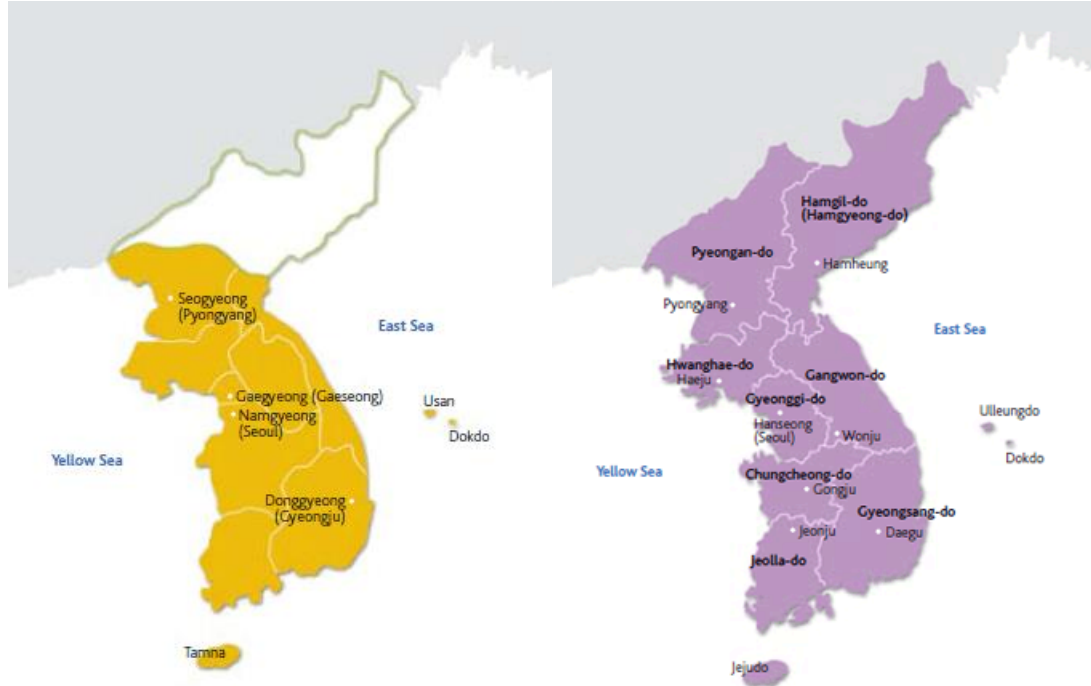 Seogyeong
(Pyongyang)
East Sea
Gaegyeong (Gaeseong)
Namgyeong
(Seoul)
Usan
Dokdo
Yellow Sea
Donggyeong
(Gyeongju)
Tamna
Hamgil-do
(Hamgyeong-do)
Pyeongan-do
Hamheung
Pyongyang
East Sea
Hwanghae-do
Haeju
Gangwon-do
Gyeonggi-do
Hanseong
(Seoul)
Wonju
Ulleungdo
Dokdo
Yellow Sea
Chungcheong-do
Gongju
Gyeongsang-do
Jeonju
Daegu
Jeolla-do
Jejudo